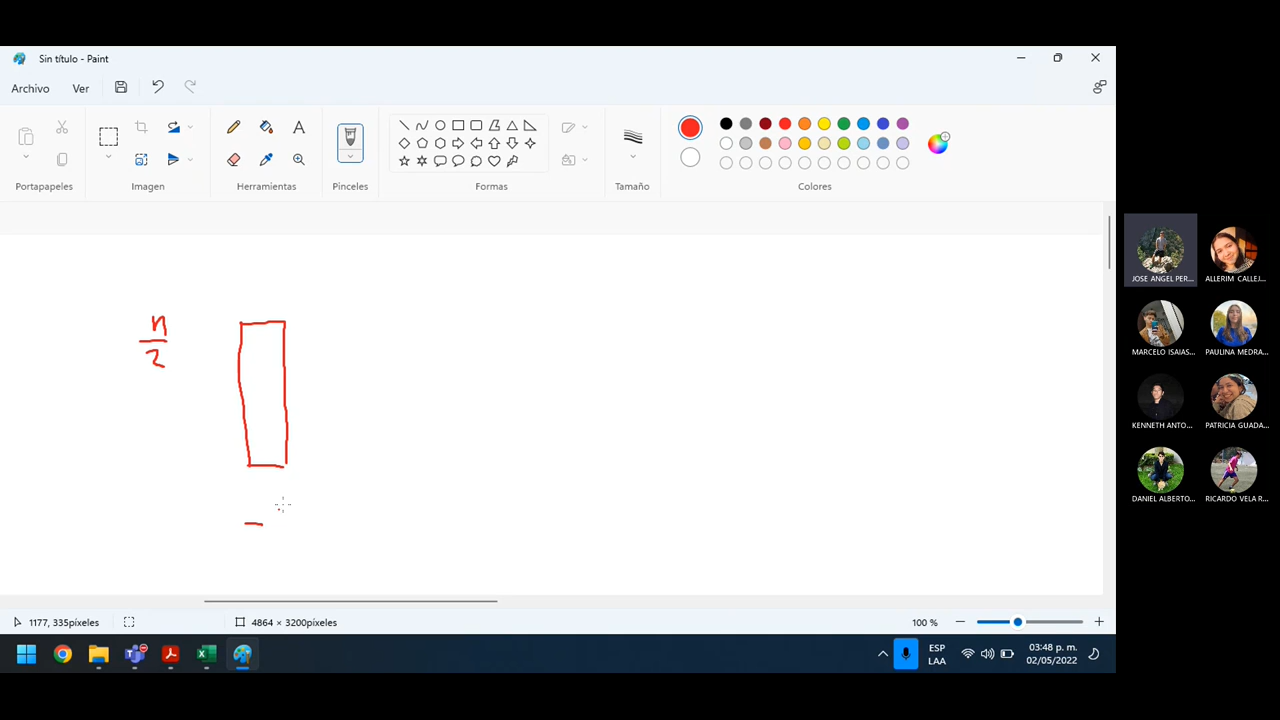 Sin título - Paint
Archivo Ver
Portapapeles Imagen Herramientas Pinceles Formas Tamaño Colores
n
2
1177, 335píxeles 4864 × 3200píxeles 100 %
ESP
LAA
03:48 p. m.
02/05/2022
JOSE ANGEL PER... ALLERIM CALLEJ...
MARCELO ISAIAS... PAULINA MEDRA...
KENNETH ANTO... PATRICIA GUADA...
DANIEL ALBERTO... RICARDO VELA R...